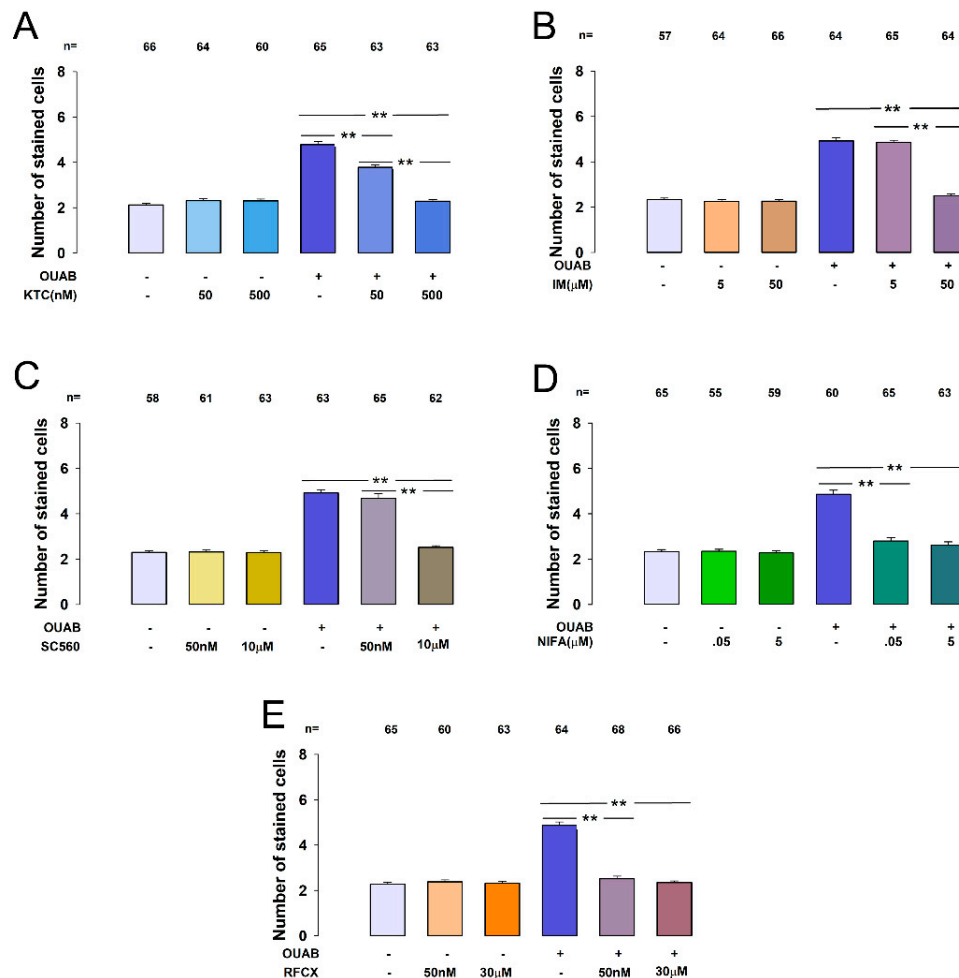 A
n= 66 64 60 65 63 63
8
6
4
2
0
Number of stained cells
**
** 
**
OUAB - - - + + +
KTC(nM) - 50 500 - 50 500
B
n= 57 64 66 64 65 64
8
6
4
2
0
Number of stained cells
**
**
OUAB - - - + + +
IM(μM) - 5 50 - 5 50
C
n= 58 61 63 63 65 62
8
6
4
2
0
Number of stained cells
**
**
OUAB - - - + + +
SC560 - 50nM 10μM - 50nM 10μM
D
n= 65 55 59 60 65 63
8
6
4
2
0
Number of stained cells
**
**
OUAB - - - + + +
NIFA(μM) - .05 5 - .05 5
E
n= 65 60 63 64 68 66
8
6
4
2
0
Number of stained cells
**
**
OUAB - - - + + +
RFCX - 50nM 30μM - 50nM 30μM